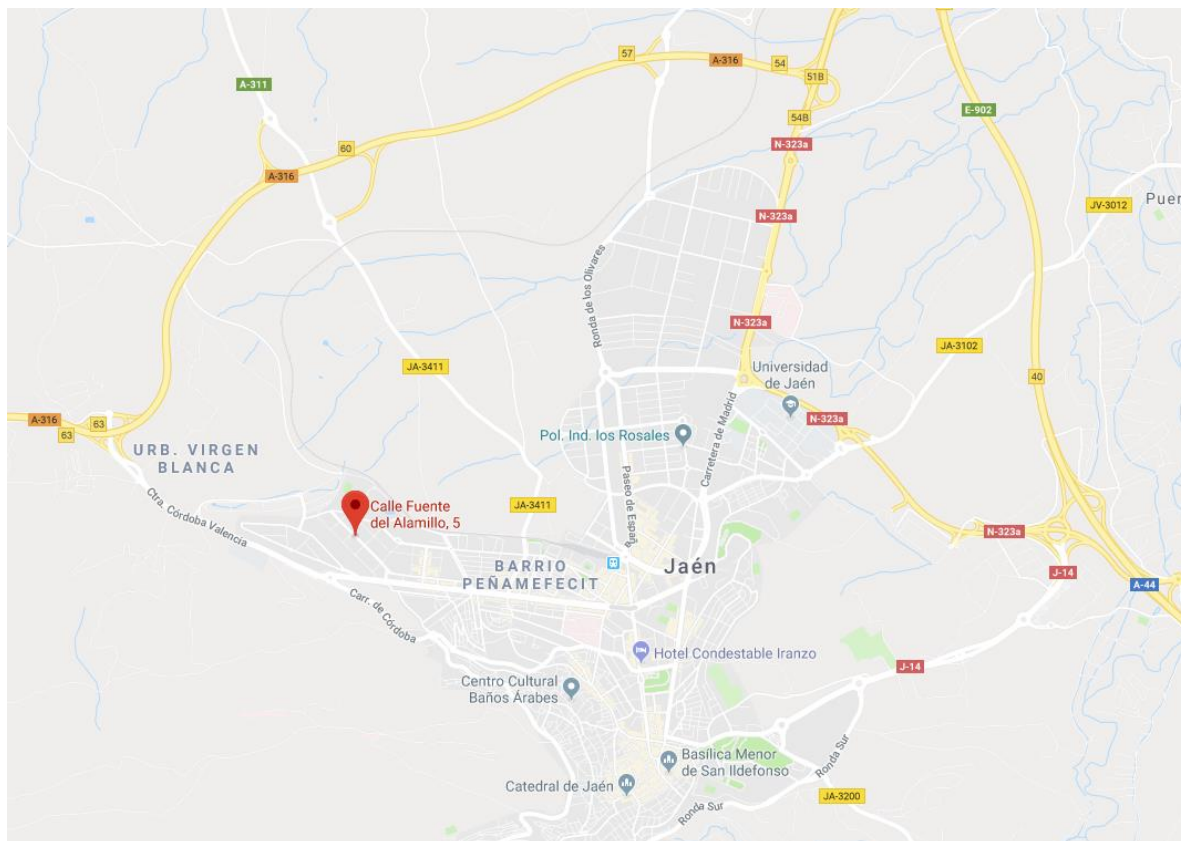 57
A-316
54
51B
A-311
E-902
54B
N-323a
60
A-316
JV-3012
Puer
N-323a
Ronda de los Olivares
N-323a
JA-3102
JA-3411
Universidad
de Jaén
40
A-316
63
63
Carretera de Madrid
N-323a
Pol. Ind. los Rosales
URB. VIRGEN
BLANCA
Paseo de Españ
Ctra. Córdoba Valencia
Calle Fuente
del Alamillo, 5
JA-3411
N-323a
BARRIO
PEÑAMEFECIT
Jaén
J-14
A-44
Carr. de Córdoba
Hotel Condestable Iranzo
J-14
Centro Cultural
Baños Árabes
Basílica Menor
de San Ildefonso
Ronda Sur
Catedral de Jaén
JA-3200
Ronda Sur